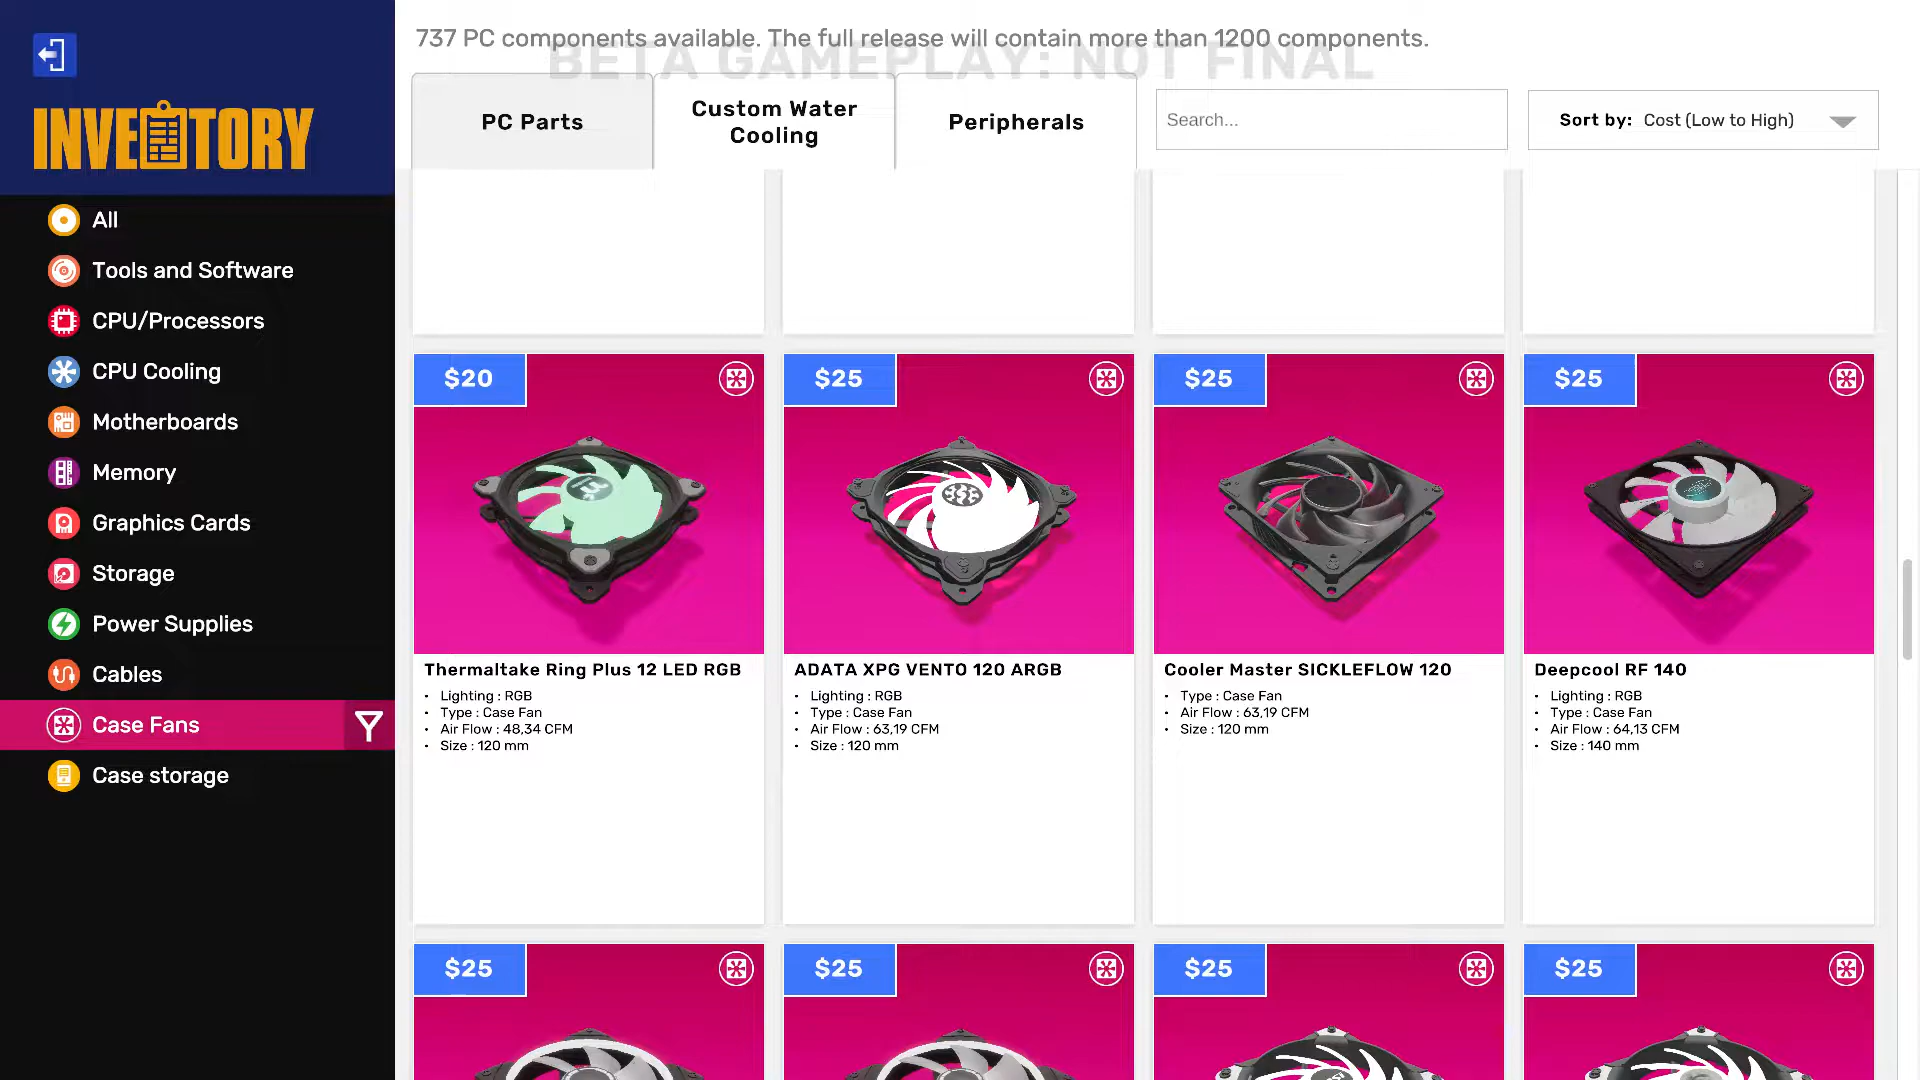 737 PC components available. The full release will contain more than 1200 components.
BETA GAMEPLAY: NOT FINAL
INVENTORY
PC Parts
Custom Water
Cooling
Peripherals
Search...
Sort by: Cost (Low to High)
All
Tools and Software
CPU/Processors
CPU Cooling
Motherboards
Memory
Graphics Cards
Storage
Power Supplies
Cables
Case Fans
Case storage
$20
$25
$25
$25
Thermaltake Ring Plus 12 LED RGB
• Lighting : RGB
• Type : Case Fan
• Air Flow : 48,34 CFM
• Size : 120 mm
ADATA XPG VENTO 120 ARGB
• Lighting : RGB
• Type : Case Fan
• Air Flow : 63,19 CFM
• Size : 120 mm
Cooler Master SICKLEFLOW 120
• Type : Case Fan
• Air Flow : 63,19 CFM
• Size : 120 mm
Deepcool RF 140
• Lighting : RGB
• Type : Case Fan
• Air Flow : 64,13 CFM
• Size : 140 mm
$25
$25
$25
$25